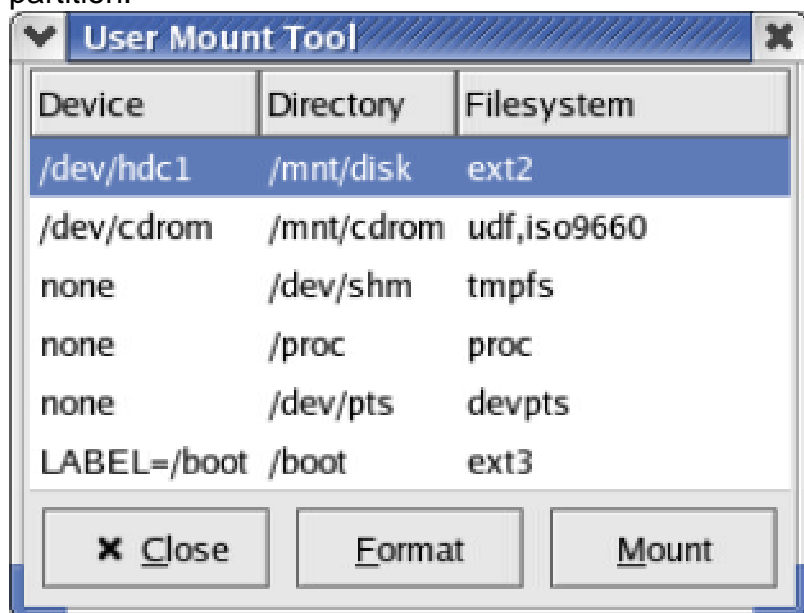 partition.
User Mount Tool
Device Directory Filesystem
/dev/hdc1 /mnt/disk ext2
/dev/cdrom /mnt/cdrom udf,iso9660
none /dev/shm tmpfs
none /proc proc
none /dev/pts devpts
LABEL=/boot /boot ext3
Close Format Mount